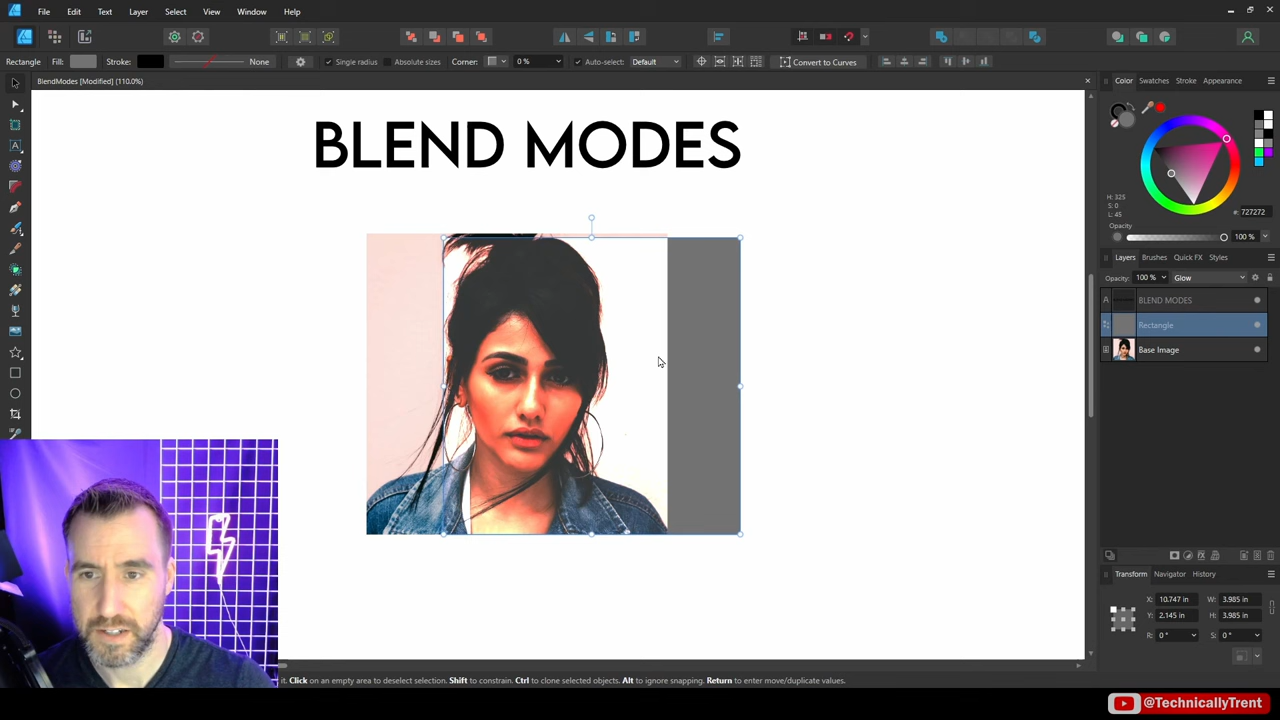 File Edit Text Layer Select View Window Help
Rectangle Fill: Stroke: None Single radius Absolute sizes Corner: 0 % Auto-select: Default Convert to Curves
BlendModes [Modified] (110.0%)
Color Swatches Stroke Appearance
BLEND MODES
H: 325
S: 0
L: 45
#: 727272
Opacity 100 %
Layers Brushes Quick FX Styles
Opacity: 100 % Glow
BLEND MODES
Rectangle
Base Image
Transform Navigator History
X: 10.747 in W: 3.985 in
Y: 2.145 in H: 3.985 in
R: 0 ° S: 0 °
it. Click on an empty area to deselect selection. Shift to constrain. Ctrl to clone selected objects. Alt to ignore snapping. Return to enter move/duplicate values.
@TechnicallyTrent